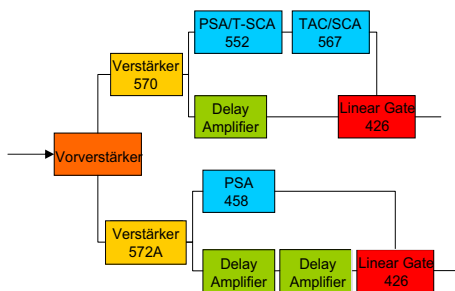 PSA/T-SCA
552
TAC/SCA
567
Verstärker
570
Delay
Amplifier
Linear Gate
426
Vorverstärker
PSA
458
Verstärker
572A
Delay
Amplifier
Delay
Amplifier
Linear Gate
426